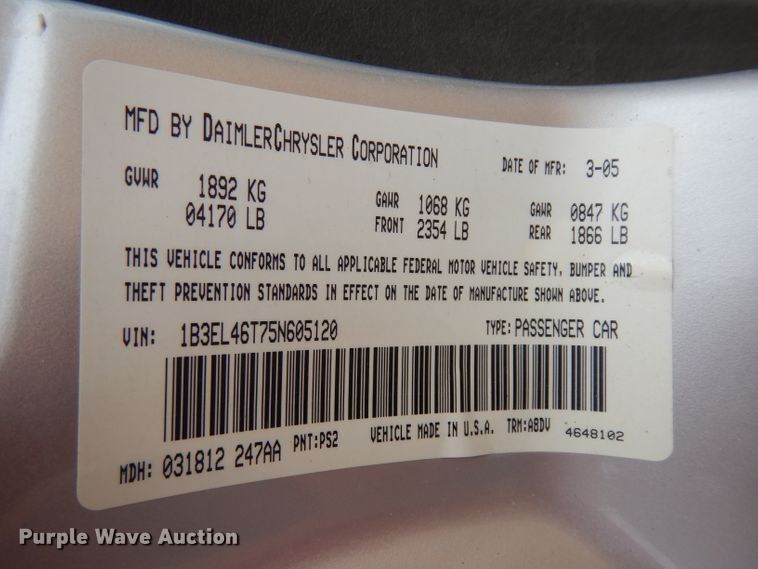 MFD BY DAIMLERCHRYSLER CORPORATION DATE OF MFR: 3-05
GVWR 1892 KG GAWR 1068 KG GAWR 0847 KG
04170 LB FRONT 2354 LB REAR 1866 LB
THIS VEHICLE CONFORMS TO ALL APPLICABLE FEDERAL MOTOR VEHICLE SAFETY, BUMPER AND
THEFT PREVENTION STANDARDS IN EFFECT ON THE DATE OF MANUFACTURE SHOWN ABOVE.
VIN: 1B3EL46T75N605120 TYPE: PASSENGER CAR
MDH: 031812 247AA PNT:PS2 VEHICLE MADE IN U.S.A. TRM:A8DV 4648102
Purple Wave Auction